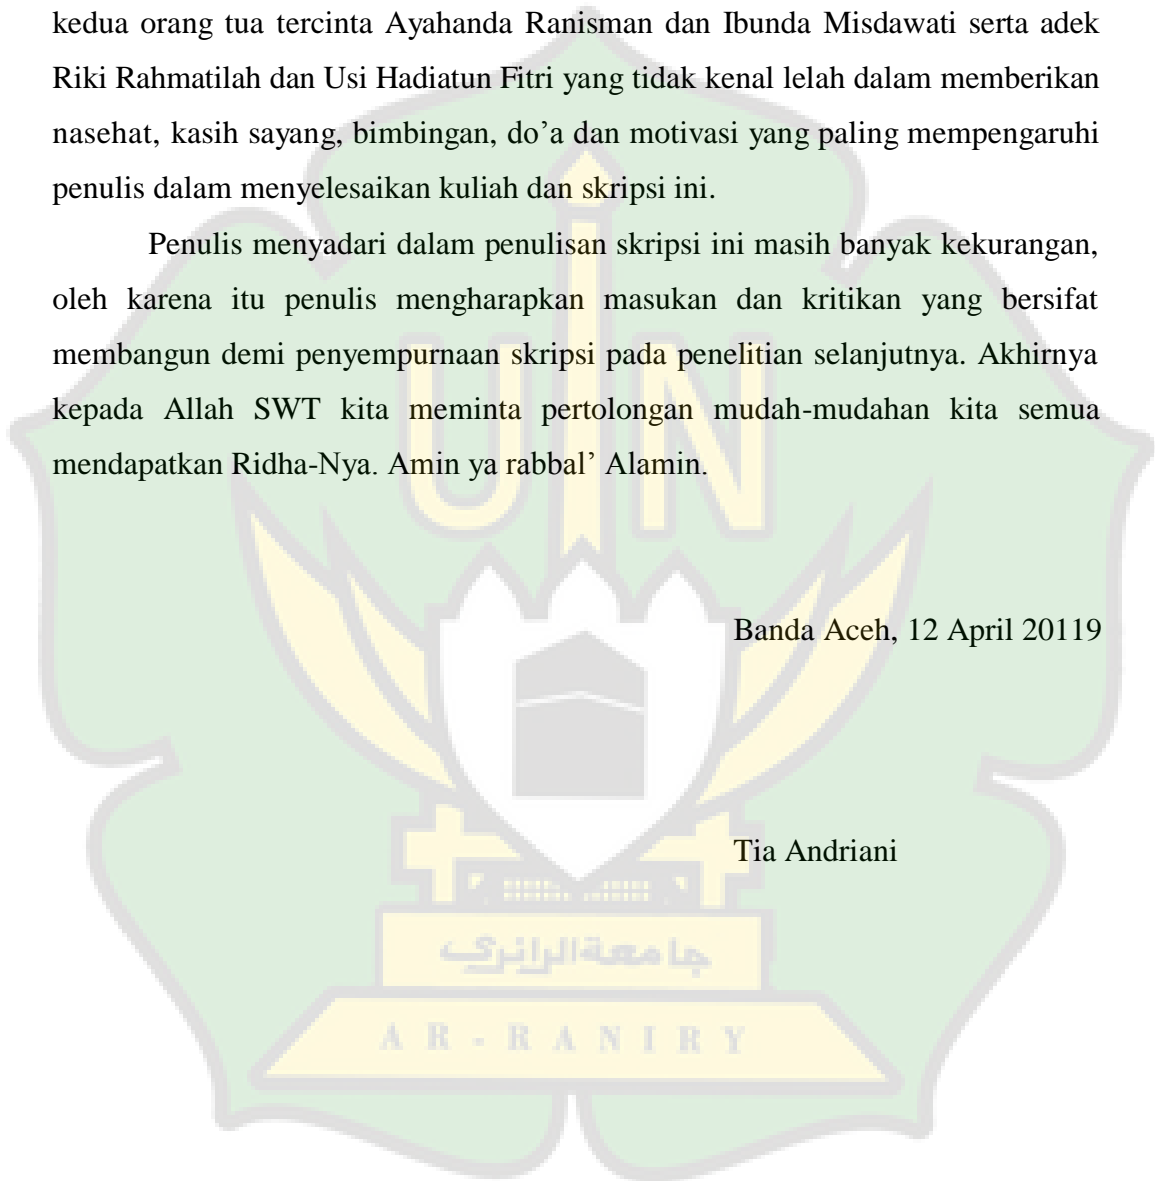 kedua orang tua tercinta Ayahanda Ranisman dan Ibunda Misdawati serta adek
Riki Rahmatilah dan Usi Hadiatun Fitri yang tidak kenal lelah dalam memberikan
nasehat, kasih sayang, bimbingan, do’a dan motivasi yang paling mempengaruhi
penulis dalam menyelesaikan kuliah dan skripsi ini.
Penulis menyadari dalam penulisan skripsi ini masih banyak kekurangan,
oleh karena itu penulis mengharapkan masukan dan kritikan yang bersifat
membangun demi penyempurnaan skripsi pada penelitian selanjutnya. Akhirnya
kepada Allah SWT kita meminta pertolongan mudah-mudahan kita semua
mendapatkan Ridha-Nya. Amin ya rabbal’ Alamin.
UIN
Banda Aceh, 12 April 20119
Tia Andriani
جامعة الرانري
AR-RANIRY